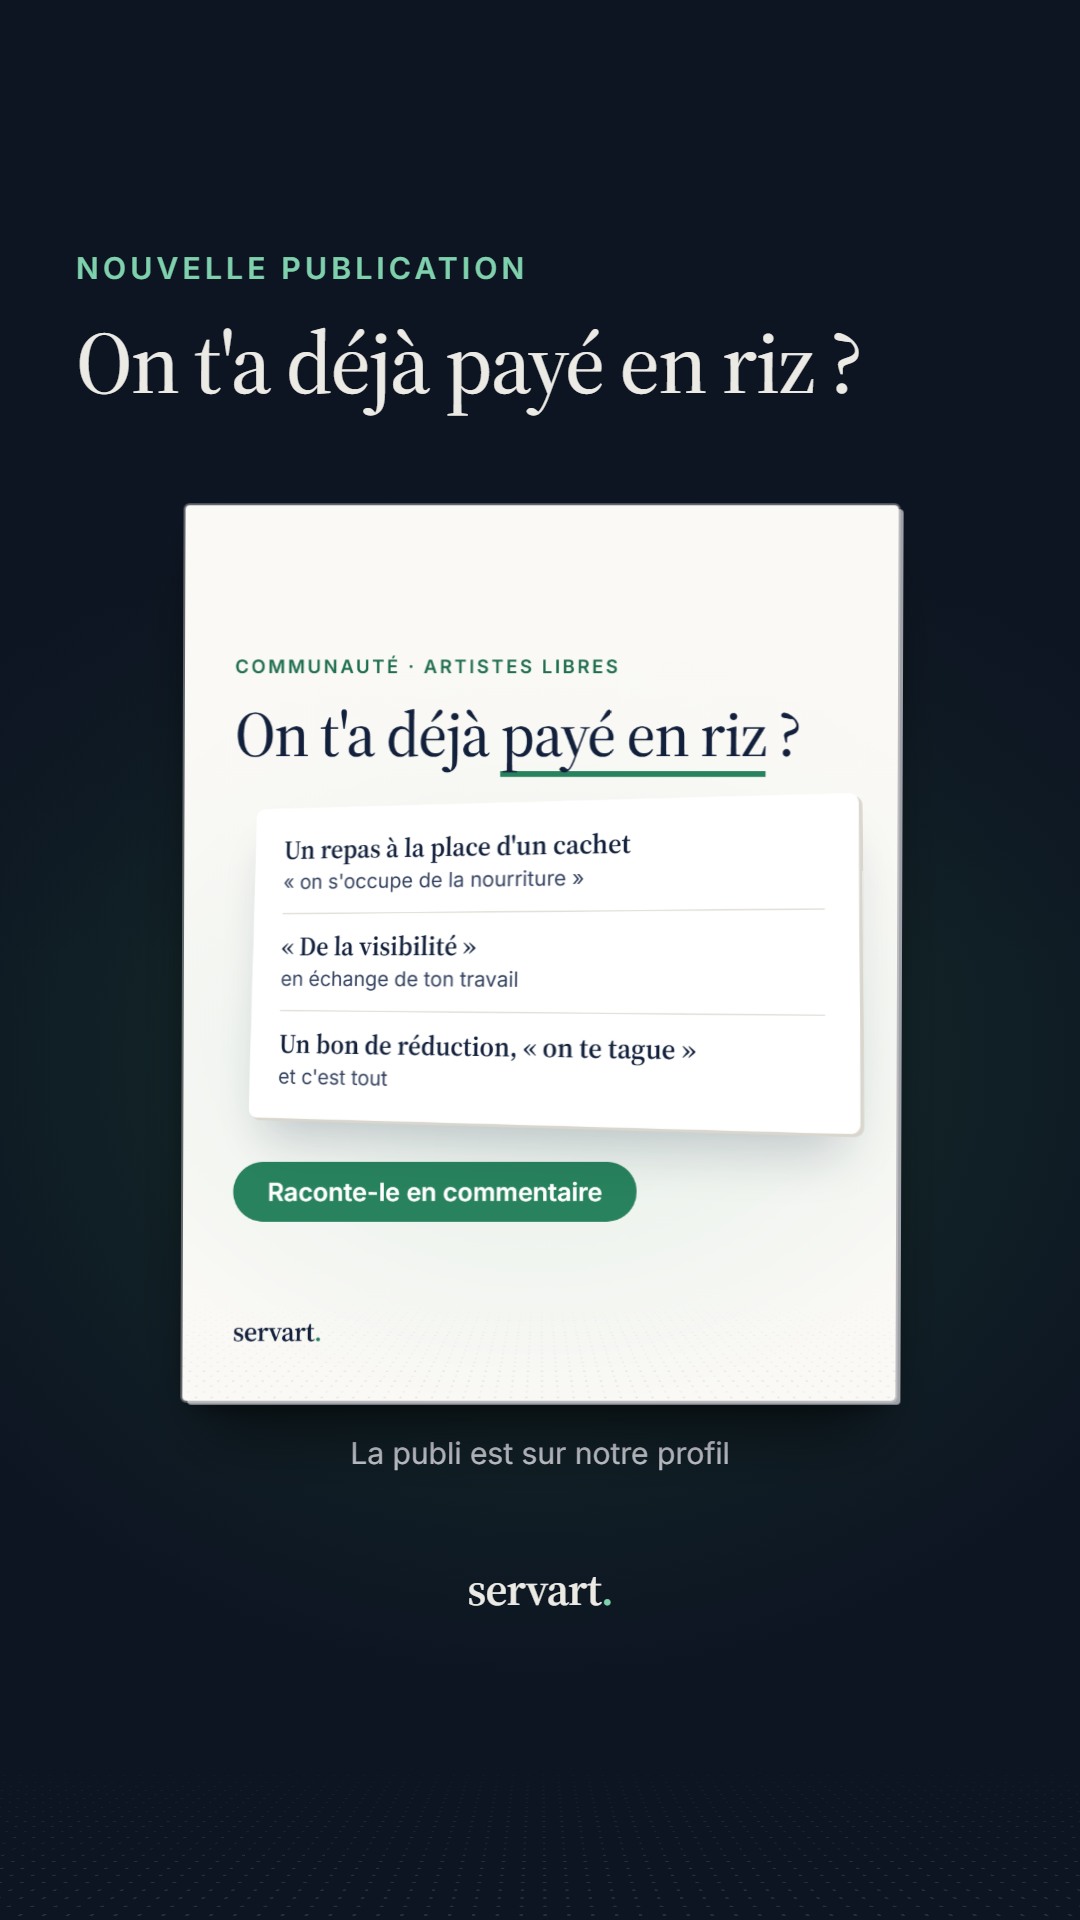 NOUVELLE PUBLICATION
On t'a déjà payé en riz ?
COMMUNAUTÉ · ARTISTES LIBRES
On t'a déjà payé en riz ?
Un repas à la place d'un cachet
« on s'occupe de la nourriture »
« De la visibilité »
en échange de ton travail
Un bon de réduction, « on te tague »
et c'est tout
Raconte-le en commentaire
servart.
La publi est sur notre profil
servart.